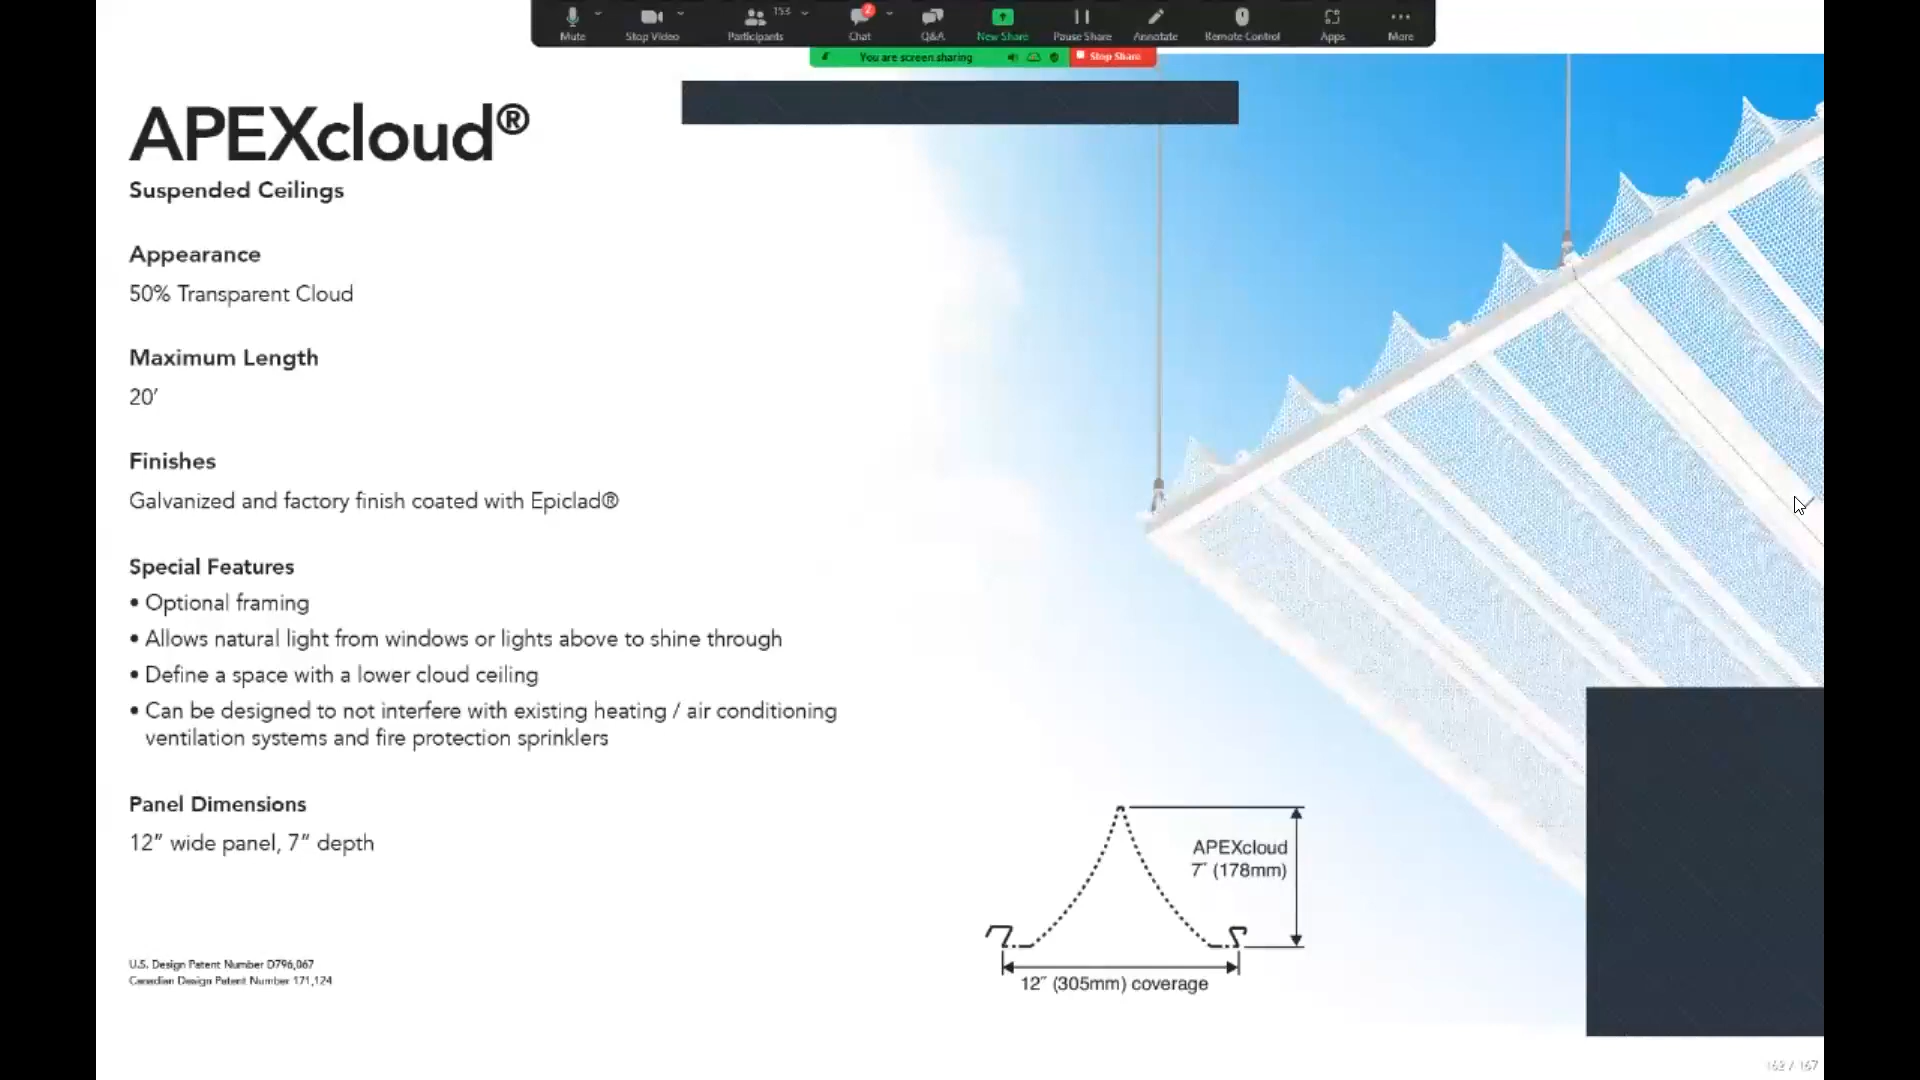 Mute
Stop Video
153
Participants
2
Chat
Q&A
New Share
Pause Share
Annotate
Remote Control
Apps
More
You are screen sharing
Stop Share
APEXcloud®
Suspended Ceilings
Appearance
50% Transparent Cloud
Maximum Length
20′
Finishes
Galvanized and factory finish coated with Epiclad®
Special Features
• Optional framing
• Allows natural light from windows or lights above to shine through
• Define a space with a lower cloud ceiling
• Can be designed to not interfere with existing heating / air conditioning
ventilation systems and fire protection sprinklers
Panel Dimensions
12″ wide panel, 7″ depth
APEXcloud
7″ (178mm)
12″ (305mm) coverage
U.S. Design Patent Number D796,067
Canadian Design Patent Number 171,124
162 / 167